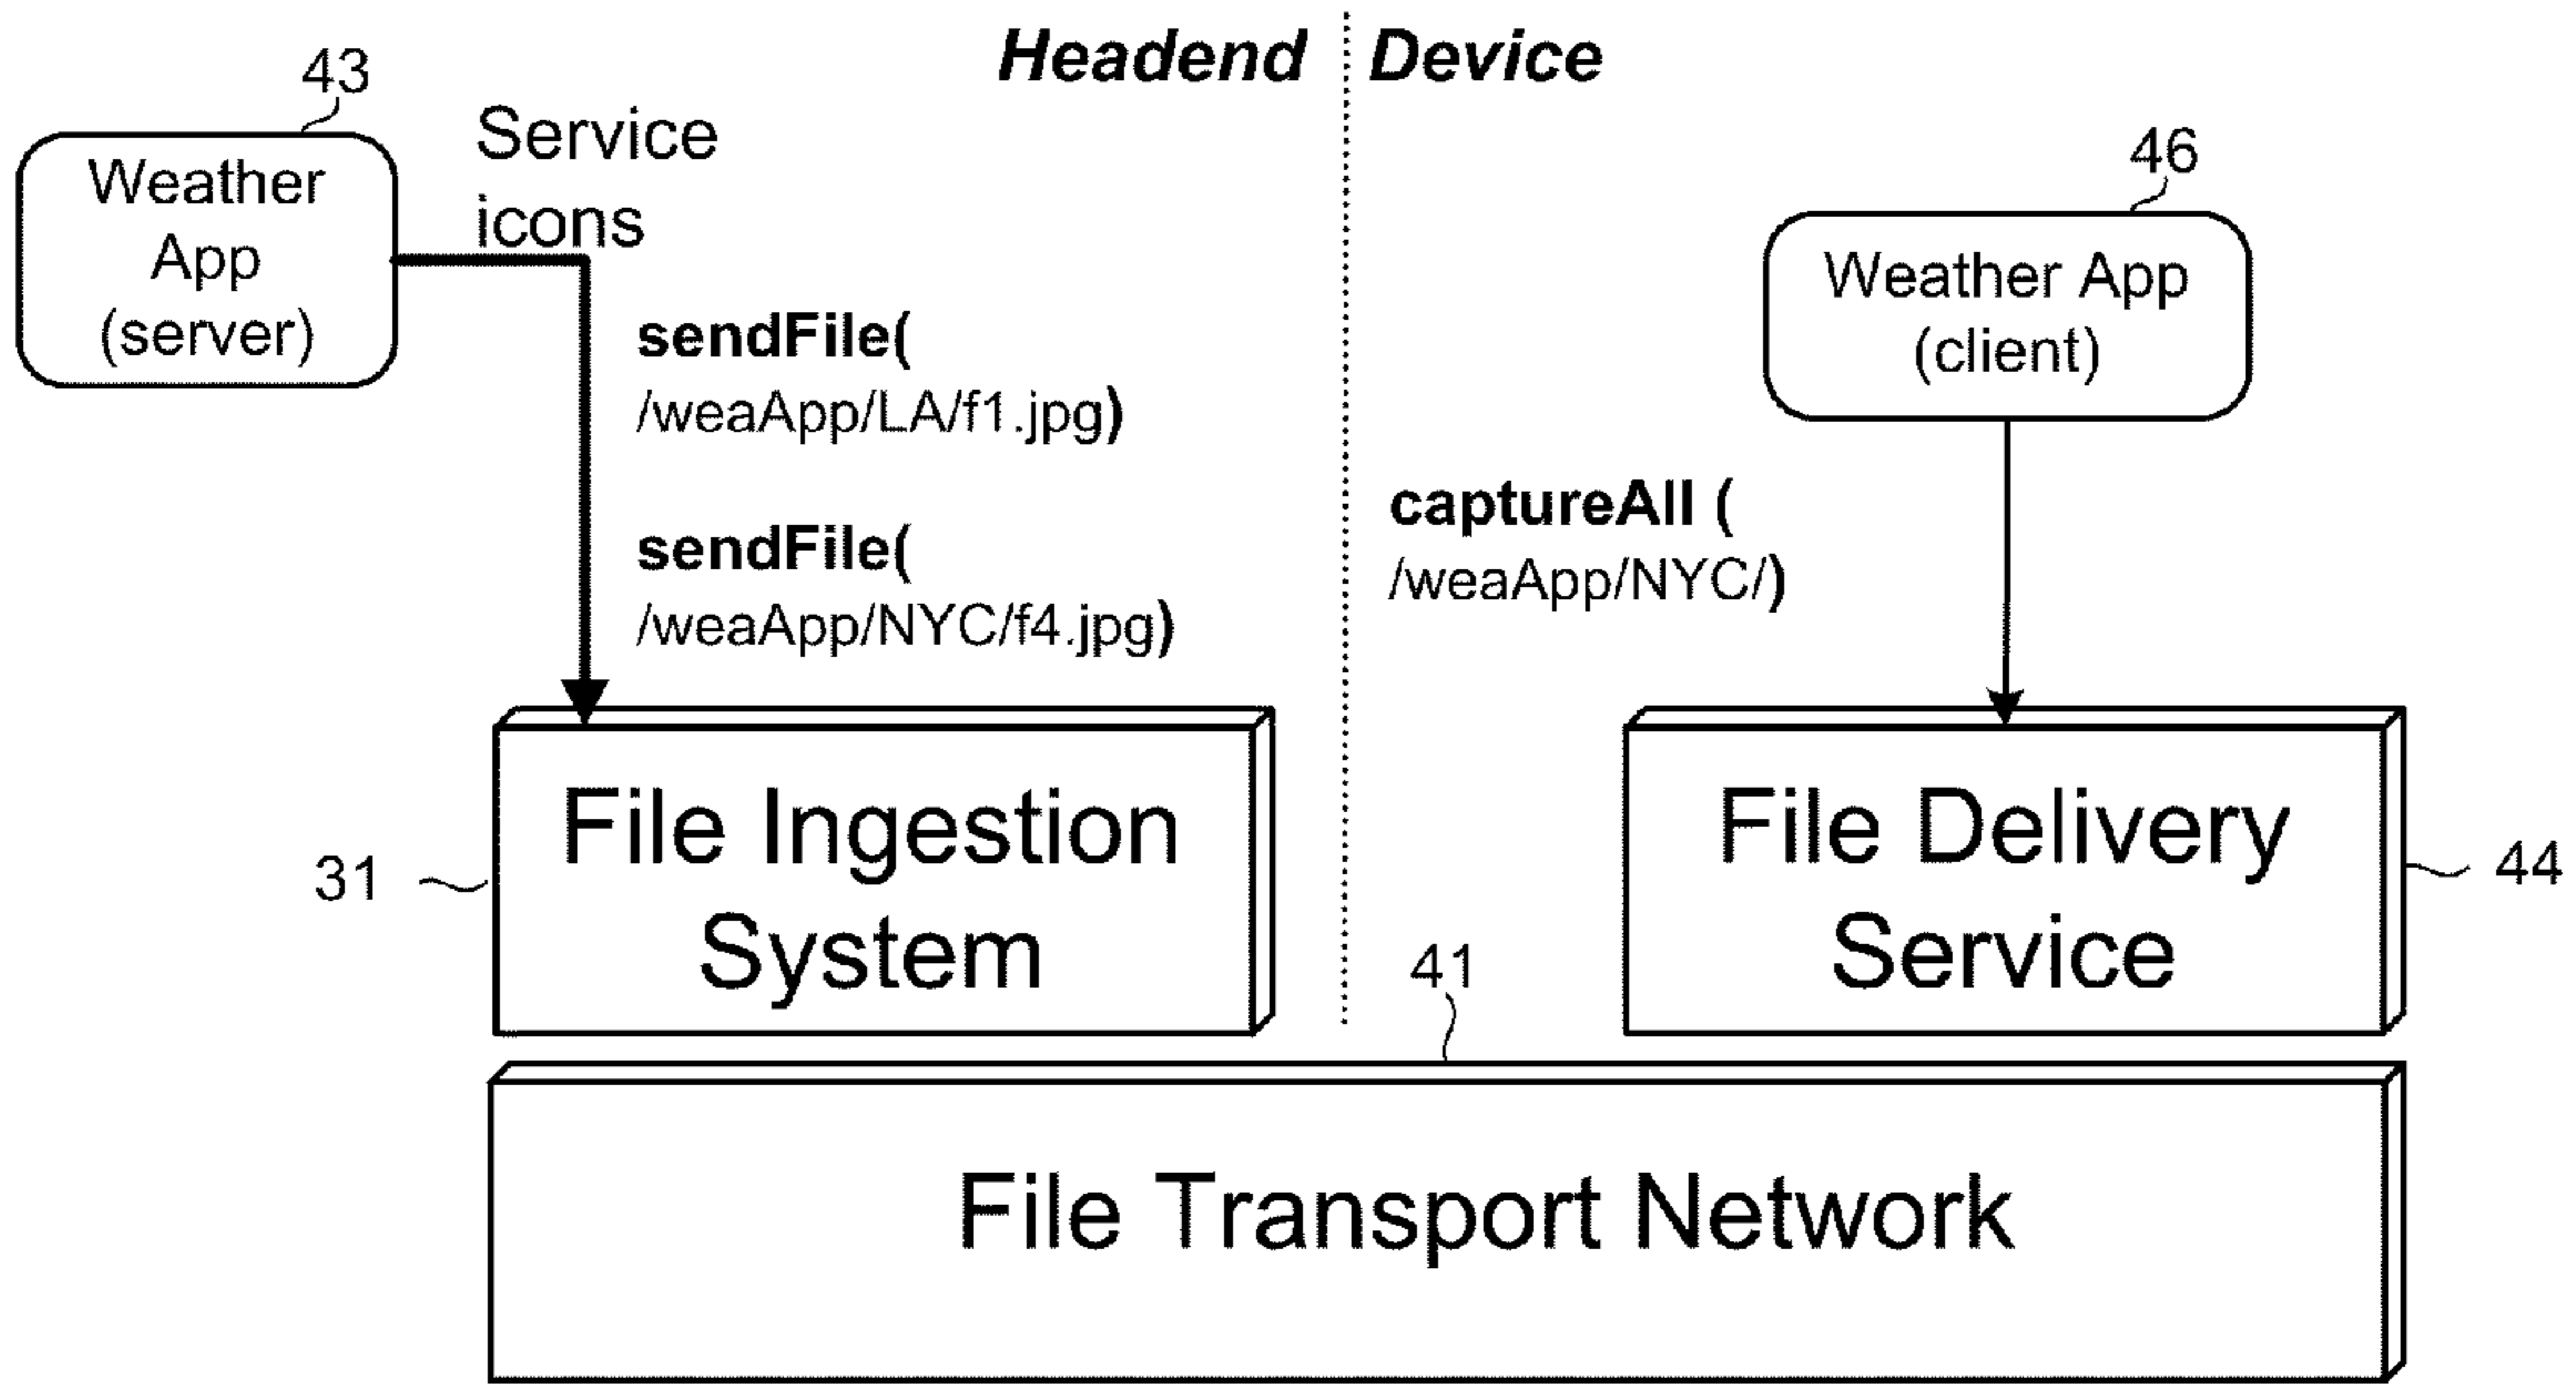 Headend
Device
43
Weather
App
(server)
Service
icons
46
Weather App
(client)
sendFile(
/weaApp/LA/f1.jpg)
sendFile(
/weaApp/NYC/f4.jpg)
captureAll (
/weaApp/NYC/)
File Ingestion
System
31
File Delivery
Service
44
41
File Transport Network